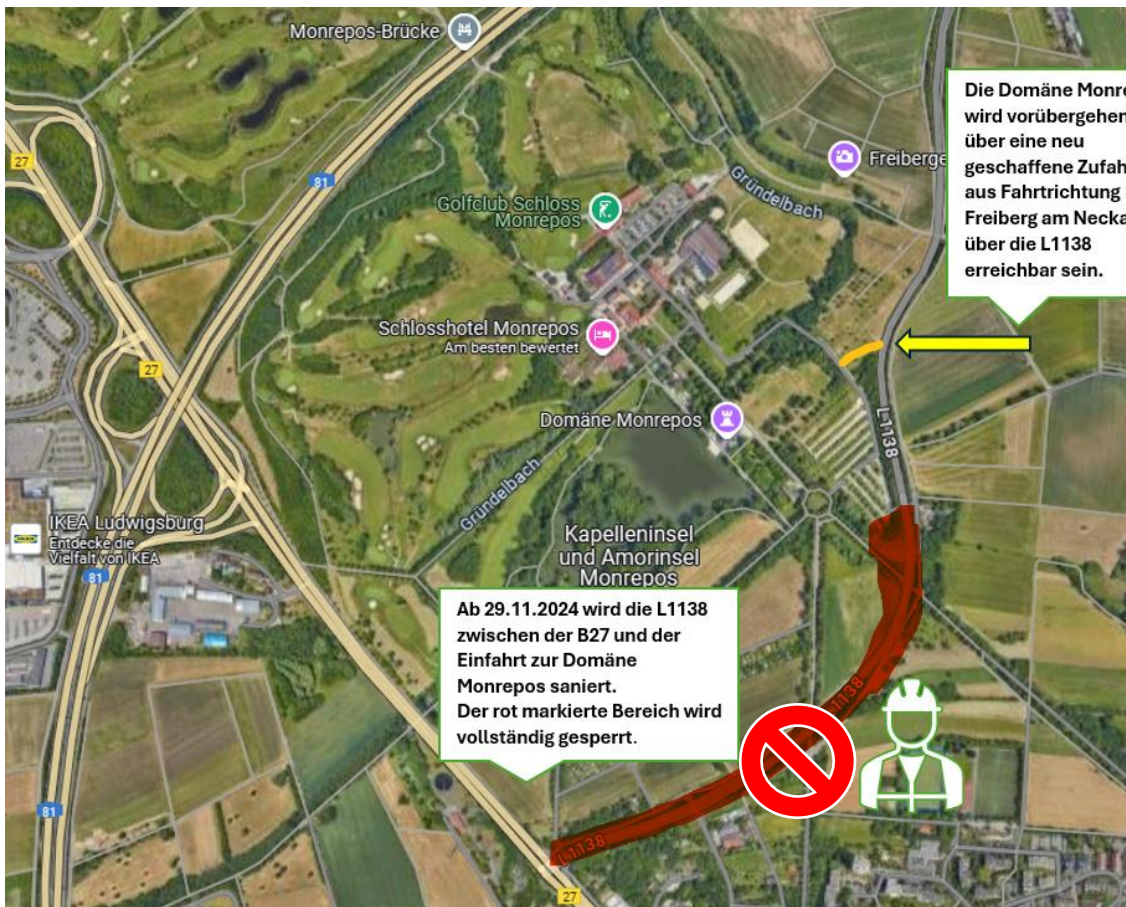 Monrepos-Brücke
27
81
Die Domäne Monre
wird vorübergehen
über eine neu
geschaffene Zufah
aus Fahrtrichtung
Freiberg am Necka
über die L1138
erreichbar sein.
Freiberge
Gründelbach
Golfclub Schloss
Monrepos
Schlosshotel Monrepos
Am besten bewertet
27
Domäne Monrepos
L 1138
Gründelbach
IKEA
IKEA Ludwigsburg
Entdecke die
Vielfalt von IKEA
81
Kapelleninsel
und Amorinsel
Monrepos
Ab 29.11.2024 wird die L1138
zwischen der B27 und der
Einfahrt zur Domäne
Monrepos saniert.
Der rot markierte Bereich wird
vollständig gesperrt.
L1138
81
L1138
27